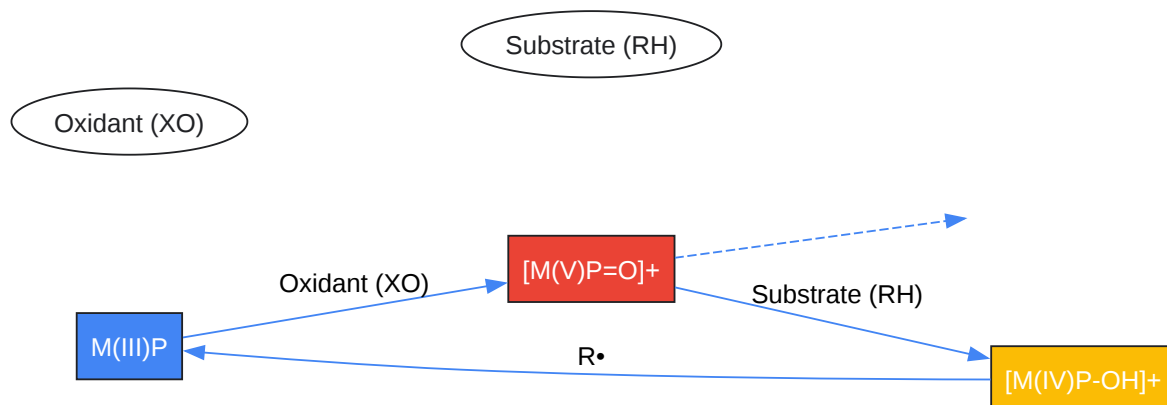 Substrate (RH)
Oxidant (XO)
[M(V)P=O]+
Oxidant (XO)
Substrate (RH)
M(III)P
R•
[M(IV)P-OH]+